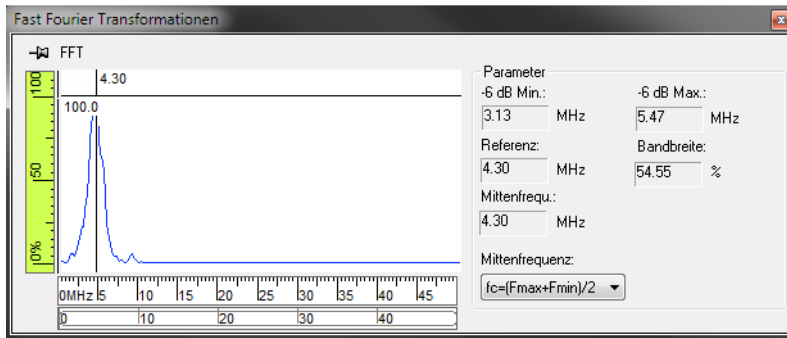 Fast Fourier Transformationen
FFT
4.30
100.0
100
50
0%
0MHz 5 10 15 20 25 30 35 40 45
0 10 20 30 40
Parameter
-6 dB Min.: -6 dB Max.:
3.13 MHz 5.47 MHz
Referenz: Bandbreite:
4.30 MHz 54.55 %
Mittenfrequ.:
4.30 MHz
Mittenfrequenz:
fc=(Fmax+Fmin)/2